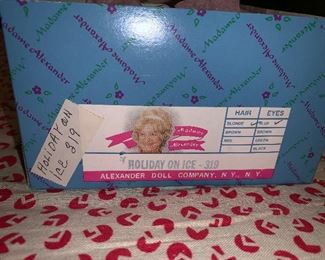 Madame Alexander
Madame Alexander
HOLIDAY ON
ICE 319
Madame
Alexander
HOLIDAY ON ICE - 319
HAIR EYES
BLONDE BLUE
BROWN BROWN
RED GREEN
BLACK
ALEXANDER DOLL COMPANY, N.Y., N.Y.